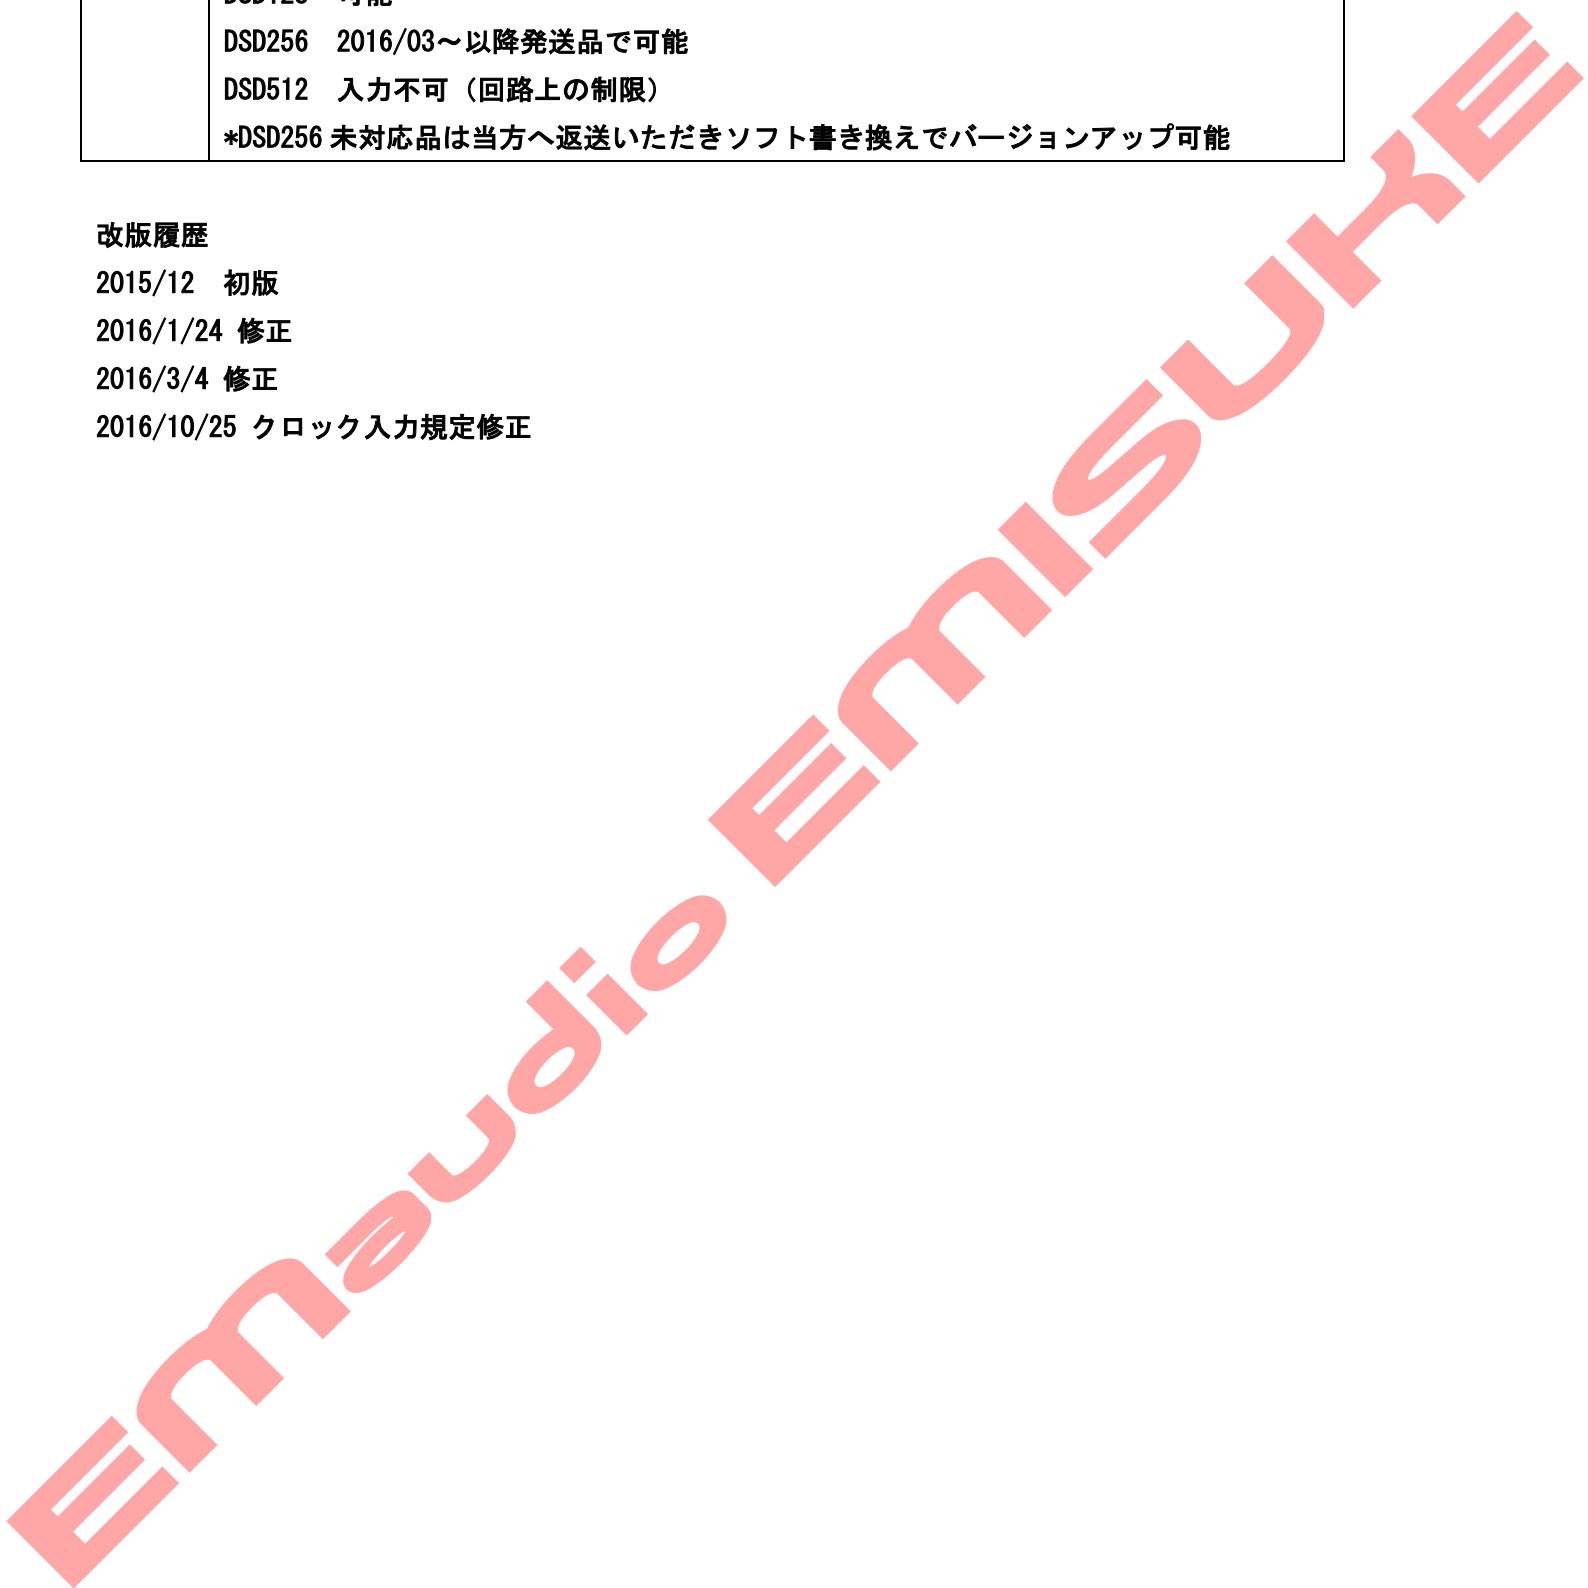 DSD128　可能
DSD256　2016/03～以降発送品で可能
DSD512　入力不可（回路上の制限）
*DSD256 未対応品は当方へ返送いただきソフト書き換えでバージョンアップ可能
改版履歴
2015/12　初版
2016/1/24 修正
2016/3/4 修正
2016/10/25 クロック入力規定修正
EMaudio EMISUKE